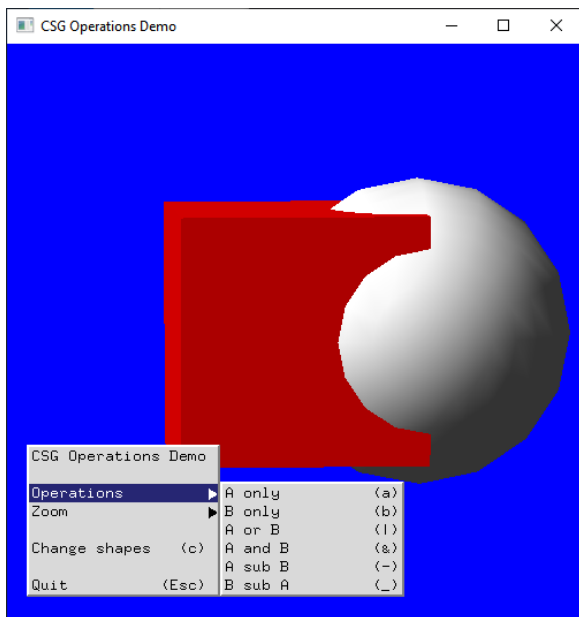 CSG Operations Demo
CSG Operations Demo
Operations
Zoom
Change shapes (c)
Quit (Esc)
A only (a)
B only (b)
A or B (|)
A and B (&)
A sub B (-)
B sub A (_)